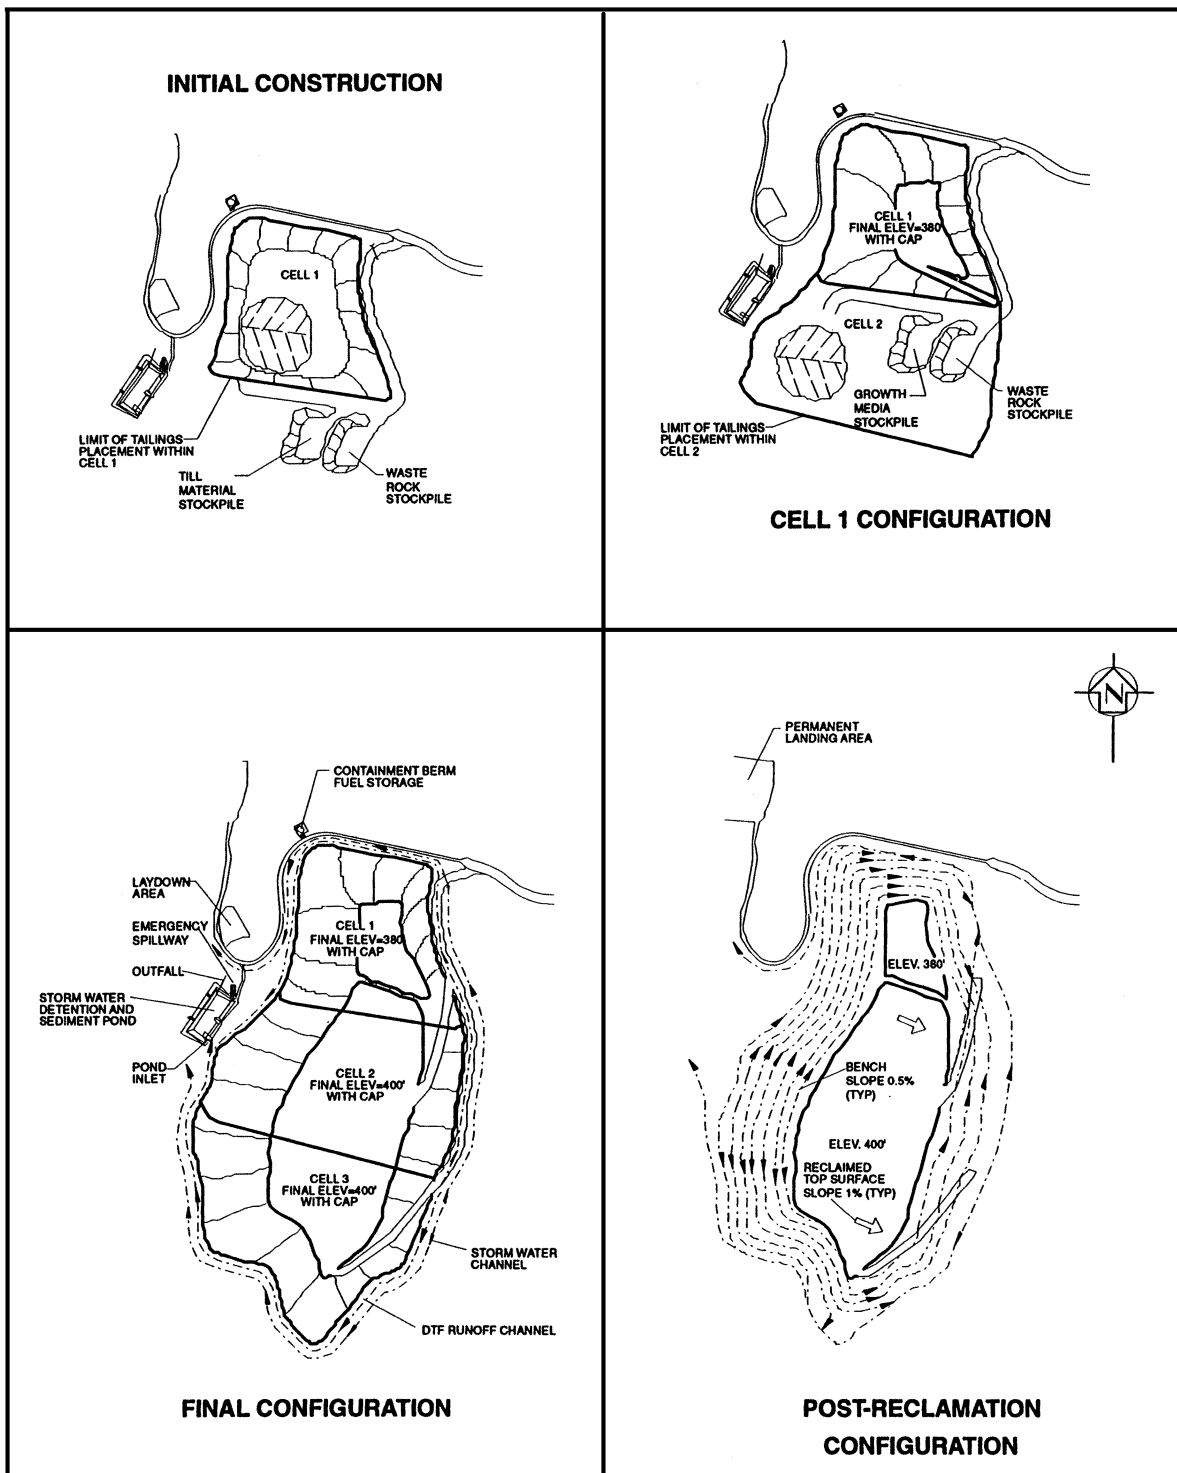 INITIAL CONSTRUCTION
CELL 1
LIMIT OF TAILINGS
PLACEMENT WITHIN
CELL 1
TILL
MATERIAL
STOCKPILE
WASTE
ROCK
STOCKPILE
CELL 1
FINAL ELEV=380'
WITH CAP
CELL 2
GROWTH
MEDIA
STOCKPILE
WASTE
ROCK
STOCKPILE
LIMIT OF TAILINGS
PLACEMENT WITHIN
CELL 2
CELL 1 CONFIGURATION
CONTAINMENT BERM
FUEL STORAGE
LAYDOWN
AREA
EMERGENCY
SPILLWAY
OUTFALL
STORM WATER
DETENTION AND
SEDIMENT POND
POND
INLET
CELL 1
FINAL ELEV=380'
WITH CAP
CELL 2
FINAL ELEV=400'
WITH CAP
CELL 3
FINAL ELEV=400'
WITH CAP
STORM WATER
CHANNEL
DTF RUNOFF CHANNEL
FINAL CONFIGURATION
N
PERMANENT
LANDING AREA
ELEV. 380'
BENCH
SLOPE 0.5%
(TYP)
ELEV. 400'
RECLAIMED
TOP SURFACE
SLOPE 1% (TYP)
POST-RECLAMATION
CONFIGURATION